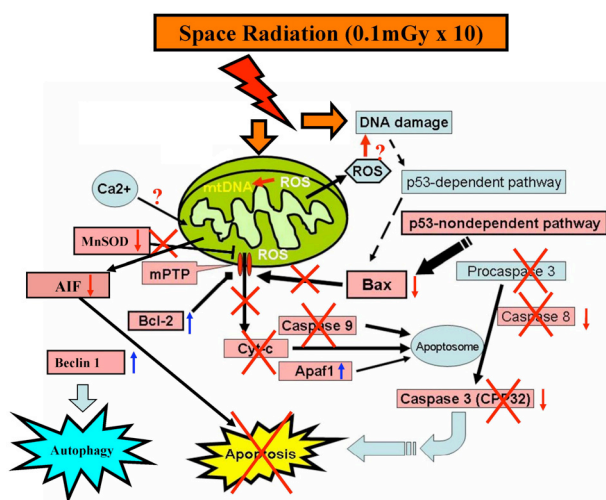 Space Radiation (0.1mGy x 10)
DNA damage
?
ROS
mtDNA
ROS
Ca2+
?
p53-dependent pathway
p53-nondependent pathway
MnSOD
ROS
Procaspase 3
AIF
mPTP
Bax
Bcl-2
Caspase 9
Caspase 8
Cyt-c
Apoptosome
Beclin 1
Apaf1
Caspase 3 (CPP32)
Autophagy
Apoptosis